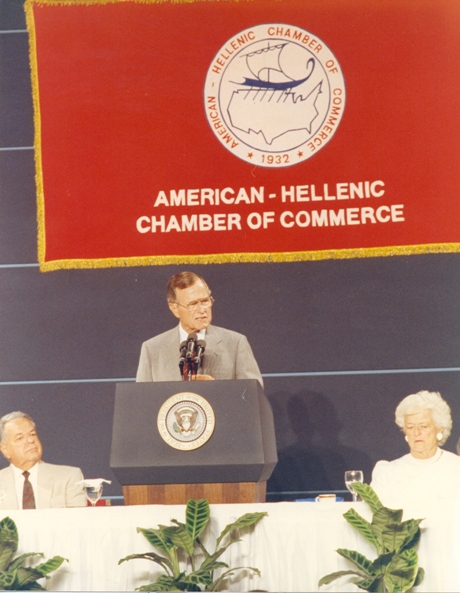 AMERICAN - HELLENIC CHAMBER OF COMMERCE
★ 1932 ★
AMERICAN - HELLENIC
CHAMBER OF COMMERCE